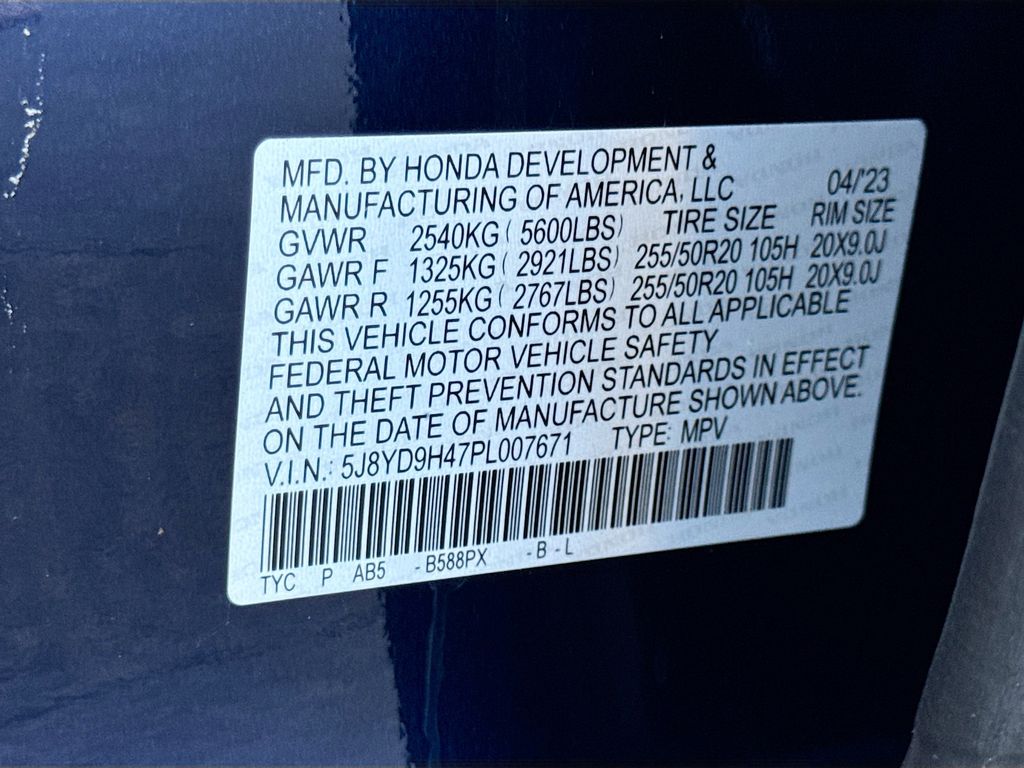 MFD. BY HONDA DEVELOPMENT &
MANUFACTURING OF AMERICA, LLC 04/'23
GVWR 2540KG ( 5600LBS) TIRE SIZE RIM SIZE
GAWR F 1325KG ( 2921LBS) 255/50R20 105H 20X9.0J
GAWR R 1255KG ( 2767LBS) 255/50R20 105H 20X9.0J
THIS VEHICLE CONFORMS TO ALL APPLICABLE
FEDERAL MOTOR VEHICLE SAFETY
AND THEFT PREVENTION STANDARDS IN EFFECT
ON THE DATE OF MANUFACTURE SHOWN ABOVE.
V.I.N.: 5J8YD9H47PL007671 TYPE: MPV
TYC P AB5 -B588PX -B-L